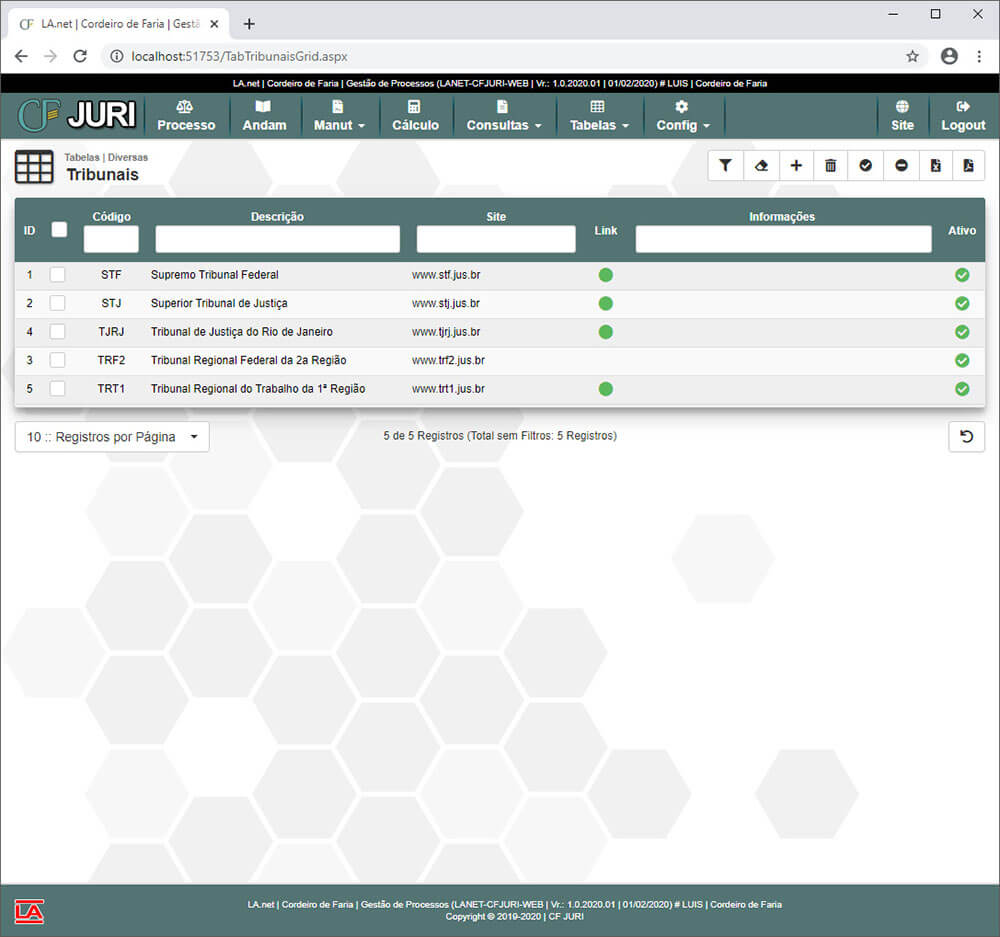 CF LA.net | Cordeiro de Faria | Gestã
localhost:51753/TabTribunaisGrid.aspx
LA.net | Cordeiro de Faria | Gestão de Processos (LANET-CFJURI-WEB | Vr.: 1.0.2020.01 | 01/02/2020) # LUIS | Cordeiro de Faria
CF JURI Processo Andam Manut Cálculo Consultas Tabelas Config Site Logout
Tabelas | Diversas
Tribunais
ID Código Descrição Site Link Informações Ativo
1 STF Supremo Tribunal Federal www.stf.jus.br
2 STJ Superior Tribunal de Justiça www.stj.jus.br
4 TJRJ Tribunal de Justiça do Rio de Janeiro www.tjrj.jus.br
3 TRF2 Tribunal Regional Federal da 2a Região www.trf2.jus.br
5 TRT1 Tribunal Regional do Trabalho da 1ª Região www.trt1.jus.br
10 :: Registros por Página 5 de 5 Registros (Total sem Filtros: 5 Registros)
LA LA.net | Cordeiro de Faria | Gestão de Processos (LANET-CFJURI-WEB | Vr.: 1.0.2020.01 | 01/02/2020) # LUIS | Cordeiro de Faria
Copyright © 2019-2020 | CF JURI